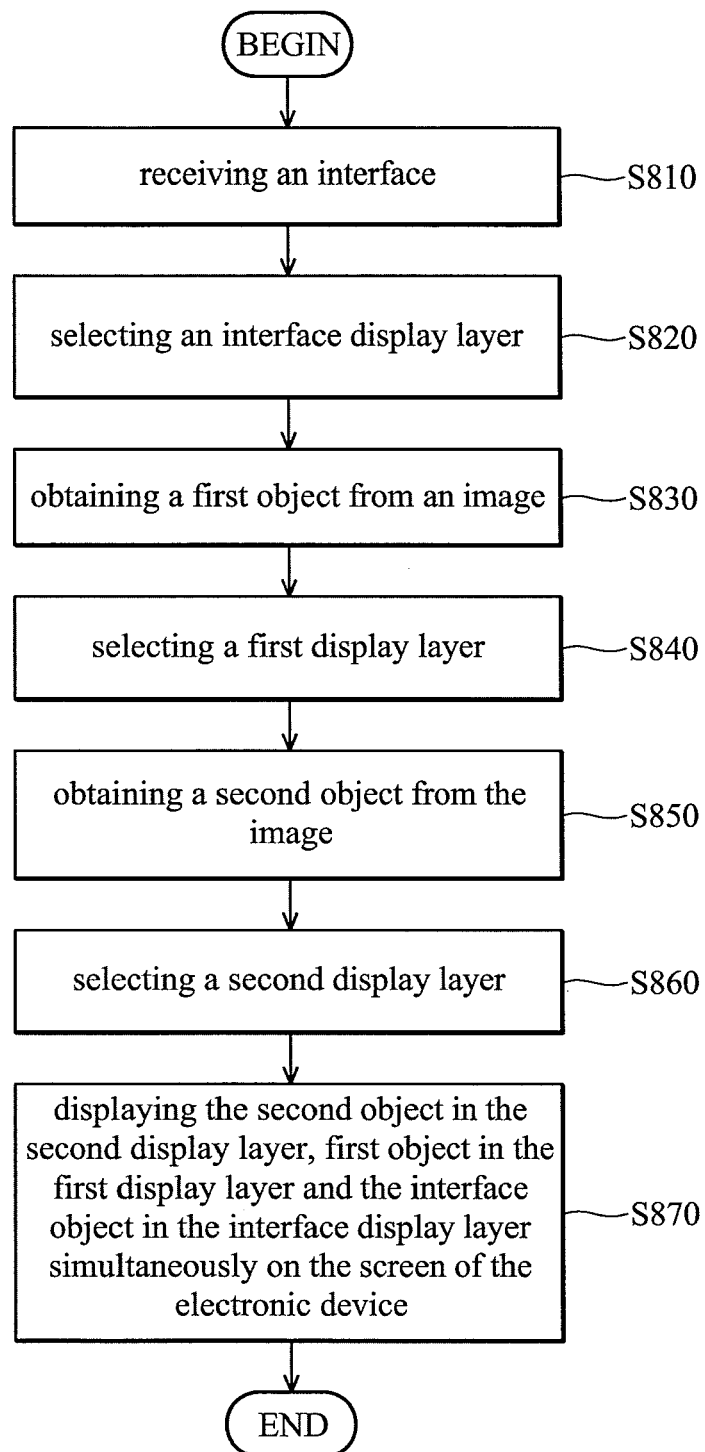 BEGIN
receiving an interface
S810
selecting an interface display layer
S820
obtaining a first object from an image
S830
selecting a first display layer
S840
obtaining a second object from the
image
S850
selecting a second display layer
S860
displaying the second object in the
second display layer, first object in the
first display layer and the interface
object in the interface display layer
simultaneously on the screen of the
electronic device
S870
END